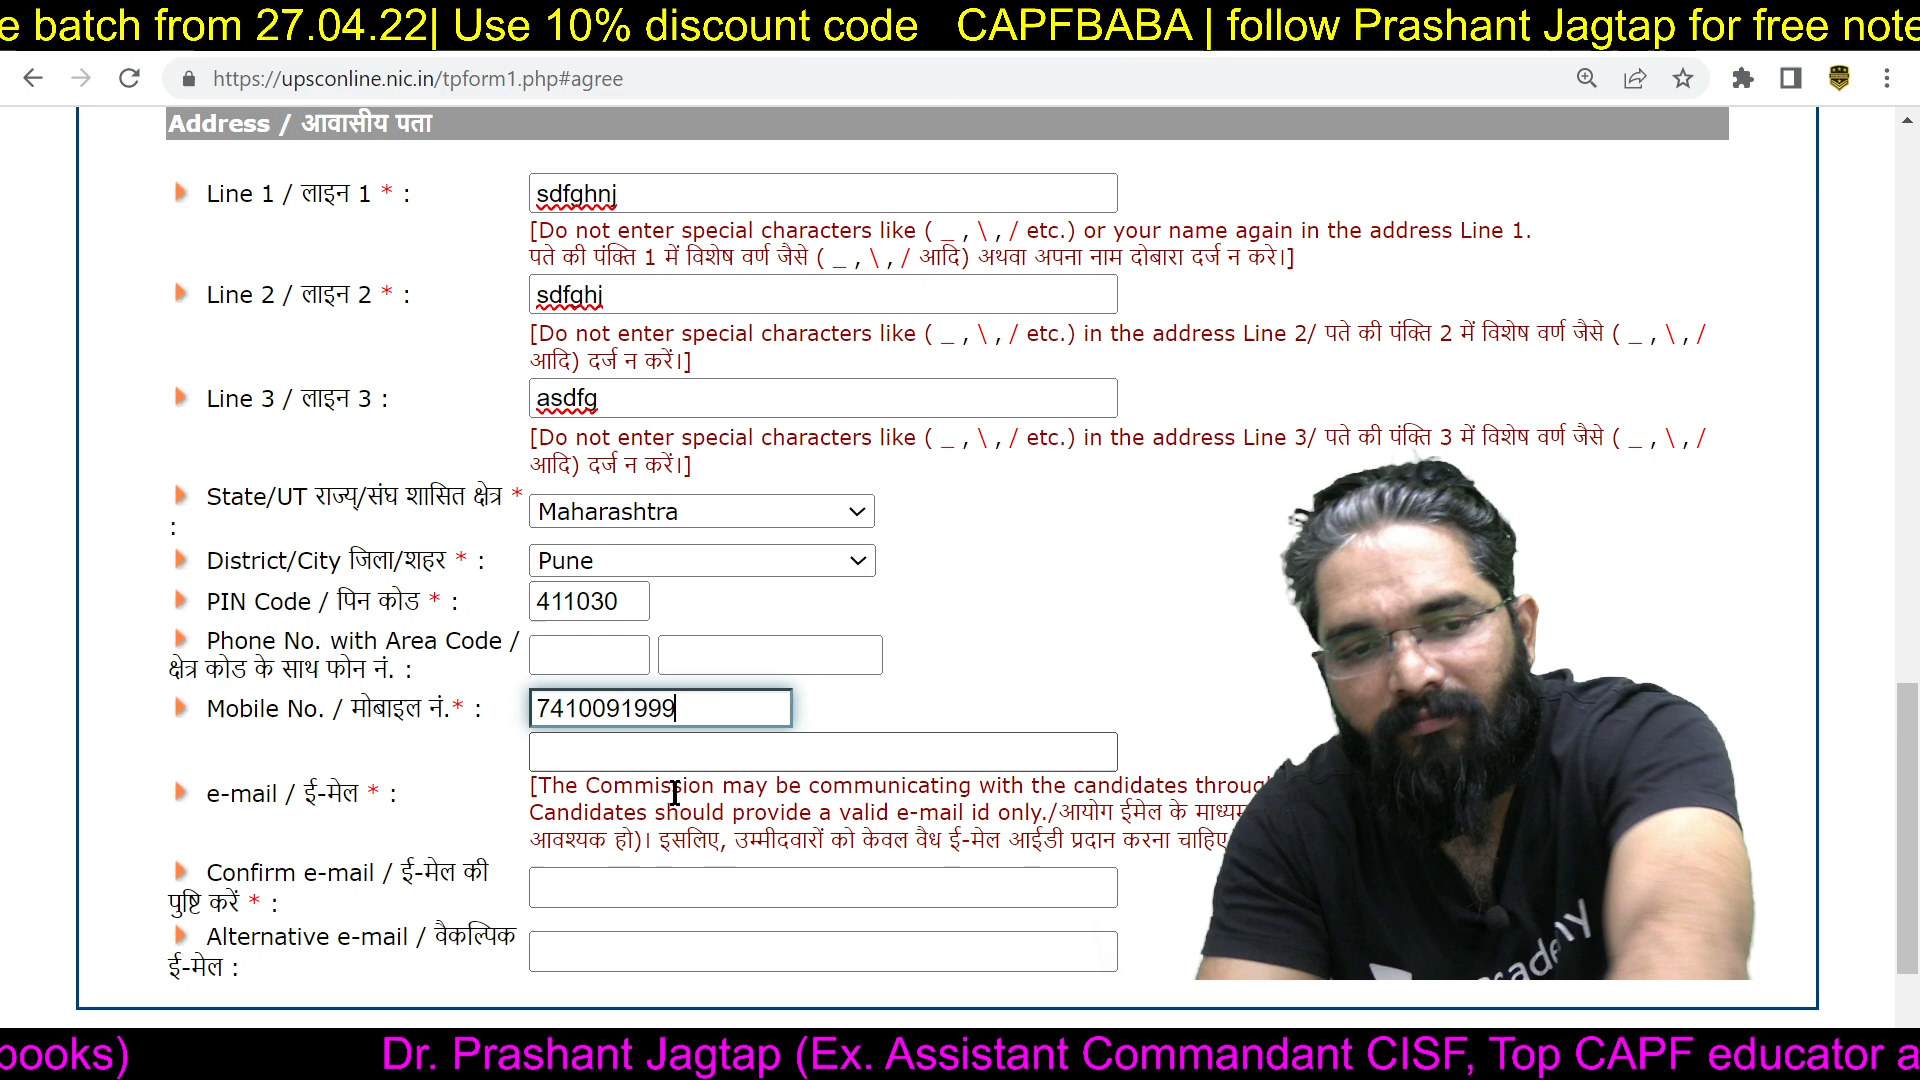 e batch from 27.04.22| Use 10% discount code CAPFBABA | follow Prashant Jagtap for free note
https://upsconline.nic.in/tpform1.php#agree
Address / आवासीय पता
Line 1 / लाइन 1 * :
sdfghnj
[Do not enter special characters like ( _ , \ , / etc.) or your name again in the address Line 1.
पते की पंक्ति 1 में विशेष वर्ण जैसे ( _ , \ , / आदि) अथवा अपना नाम दोबारा दर्ज न करे।]
Line 2 / लाइन 2 * :
sdfghj
[Do not enter special characters like ( _ , \ , / etc.) in the address Line 2/ पते की पंक्ति 2 में विशेष वर्ण जैसे ( _ , \ , /
आदि) दर्ज न करें।]
Line 3 / लाइन 3 :
asdfg
[Do not enter special characters like ( _ , \ , / etc.) in the address Line 3/ पते की पंक्ति 3 में विशेष वर्ण जैसे ( _ , \ , /
आदि) दर्ज न करें।]
State/UT राज्य/संघ शासित क्षेत्र *
:
Maharashtra
District/City जिला/शहर * :
Pune
PIN Code / पिन कोड * :
411030
Phone No. with Area Code /
क्षेत्र कोड के साथ फोन नं. :
Mobile No. / मोबाइल नं.* :
7410091999
e-mail / ई-मेल * :
[The Commission may be communicating with the candidates
Candidates should provide a valid e-mail id only./आयोग ईमेल के
आवश्यक हो)। इसलिए, उम्मीदवारों को केवल वैध ई-मेल आईडी प्रदान करना चाहिए
Confirm e-mail / ई-मेल की
पुष्टि करें * :
Alternative e-mail / वैकल्पिक
ई-मेल :
books) Dr. Prashant Jagtap (Ex. Assistant Commandant CISF, Top CAPF educator a